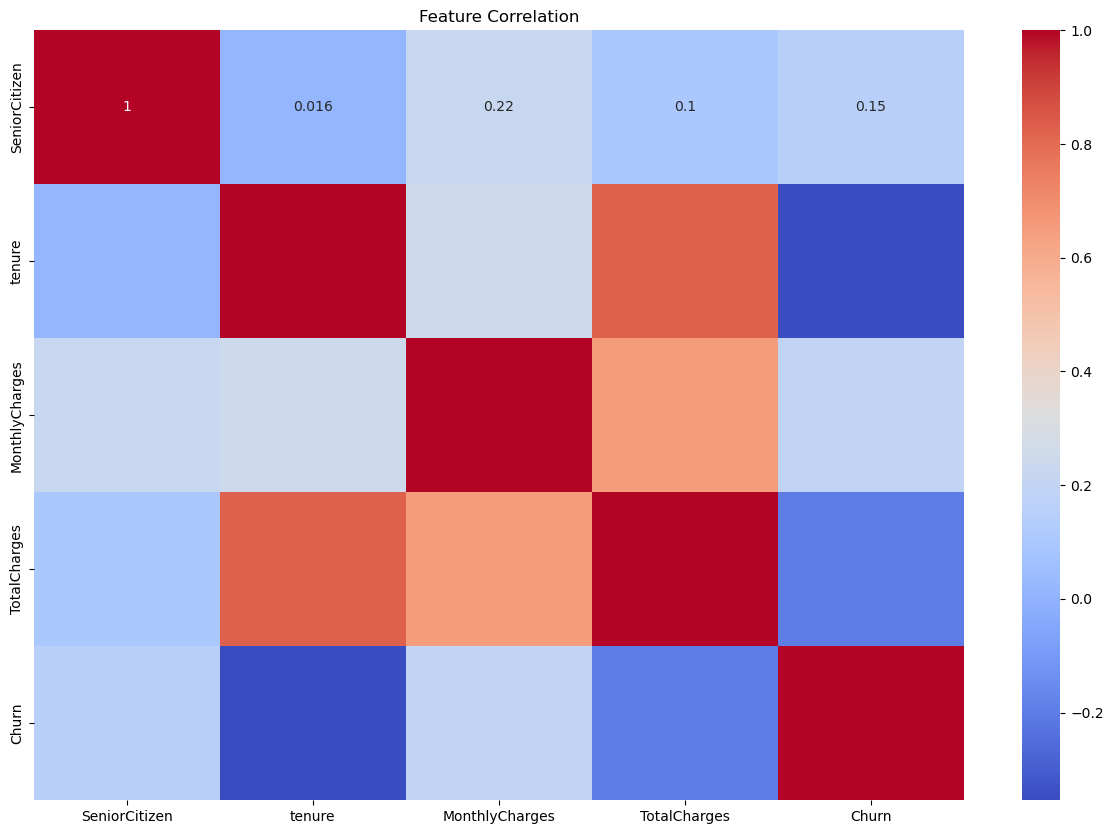 Feature Correlation
SeniorCitizen
1 0.016 0.22 0.1 0.15
tenure
MonthlyCharges
TotalCharges
Churn
SeniorCitizen tenure MonthlyCharges TotalCharges Churn
1.0
0.8
0.6
0.4
0.2
0.0
−0.2